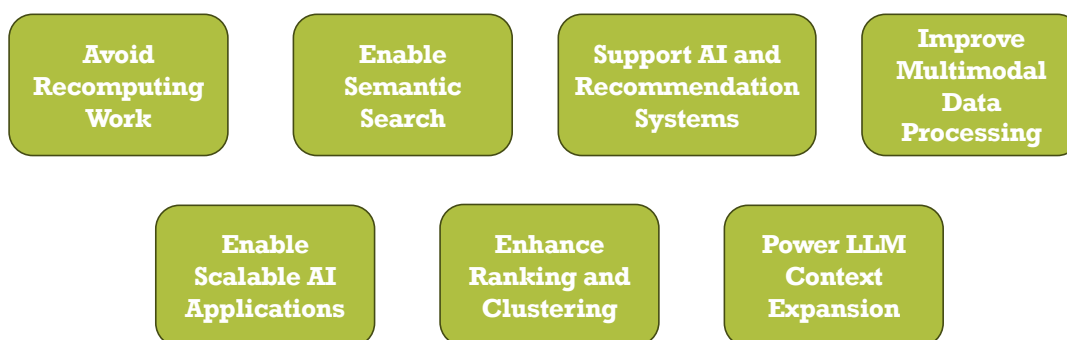 Avoid
Recomputing
Work
Enable
Semantic
Search
Support AI and
Recommendation
Systems
Improve
Multimodal
Data
Processing
Enable
Scalable AI
Applications
Enhance
Ranking and
Clustering
Power LLM
Context
Expansion